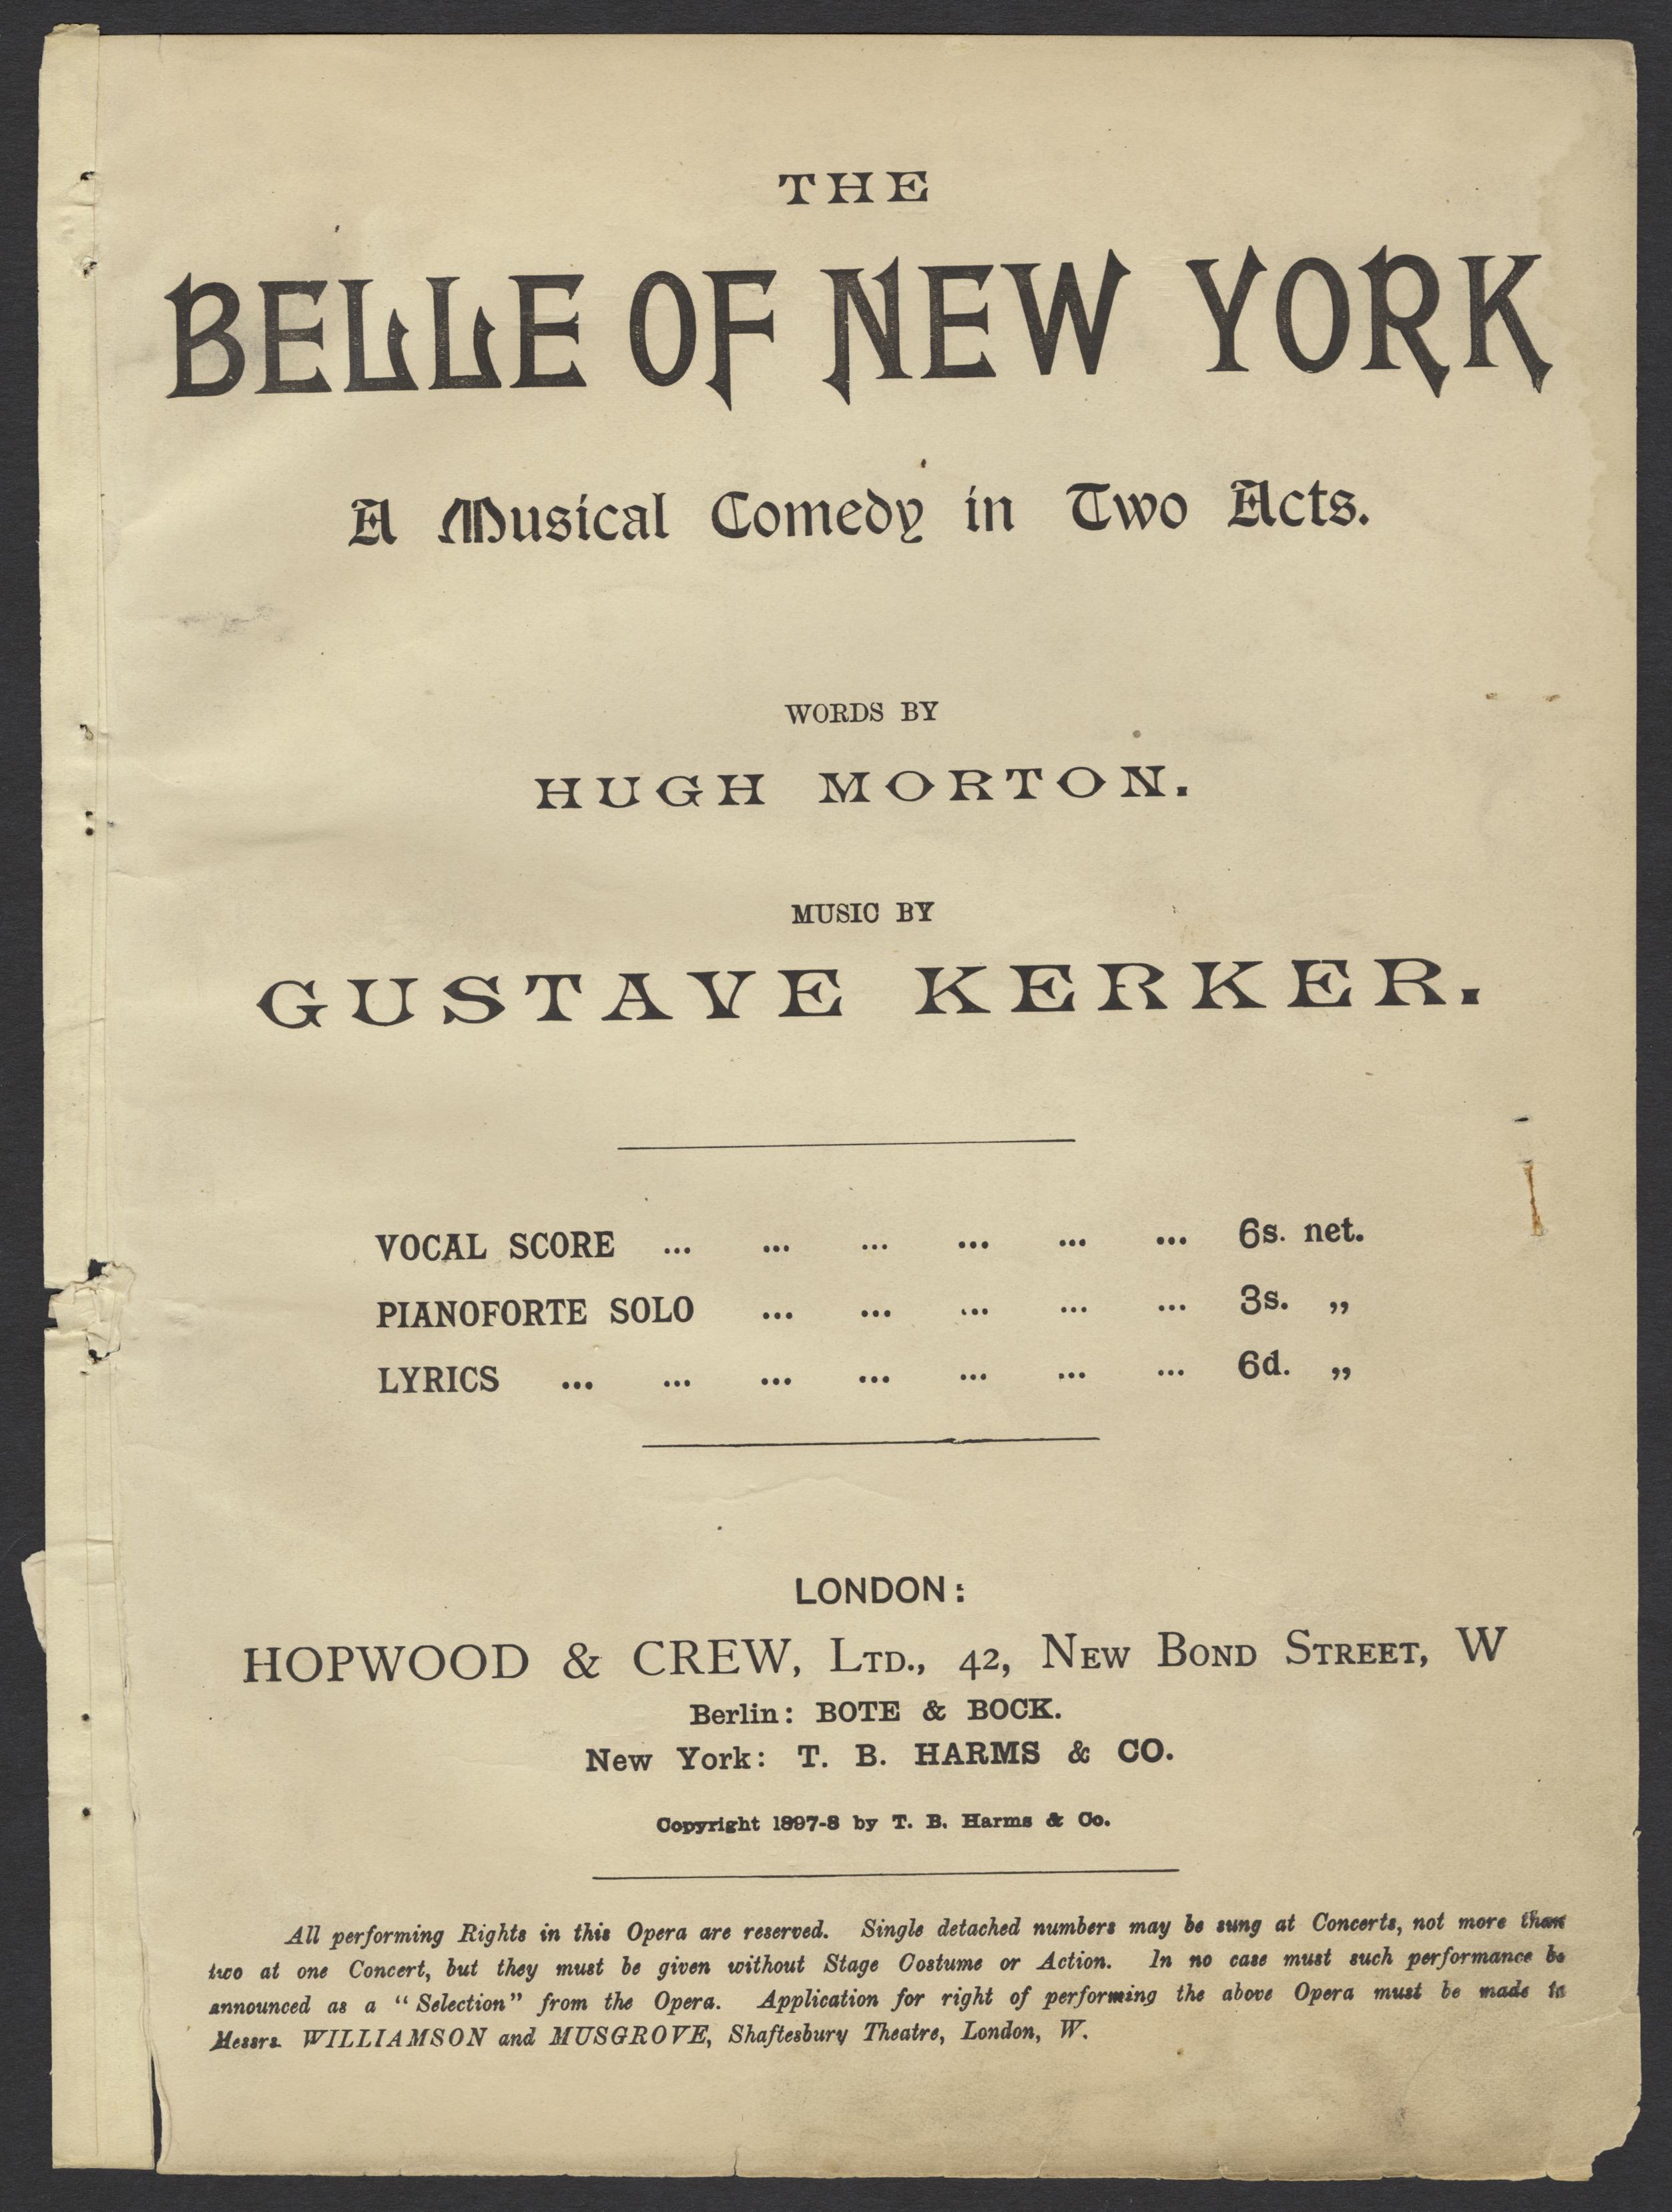 THE
BELLE OF NEW YORK
A Musical Comedy in Two Acts.
WORDS BY
HUGH MORTON.
MUSIC BY
GUSTAVE KERKER.
VOCAL SCORE ... ... ... ... ... ... 6s. net.
PIANOFORTE SOLO ... ... ... ... ... 3s. „
LYRICS ... ... ... ... ... ... ... 6d. „
LONDON:
HOPWOOD & CREW, LTD., 42, NEW BOND STREET, W
Berlin: BOTE & BOCK.
New York: T. B. HARMS & CO.
Copyright 1897-8 by T. B. Harms & Co.
All performing Rights in this Opera are reserved. Single detached numbers may be sung at Concerts, not more than
two at one Concert, but they must be given without Stage Costume or Action. In no case must such performance be
announced as a “Selection” from the Opera. Application for right of performing the above Opera must be made to
Messrs. WILLIAMSON and MUSGROVE, Shaftesbury Theatre, London, W.